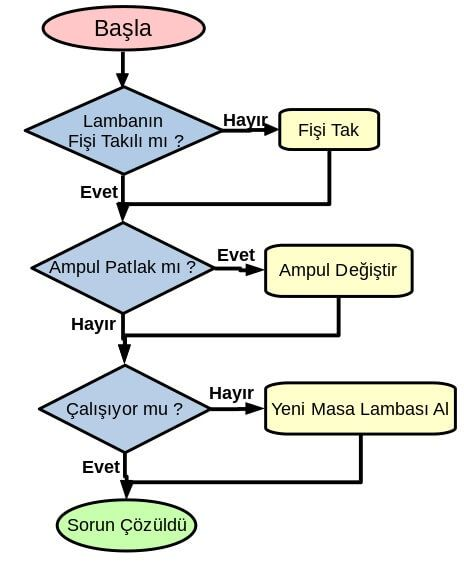 Başla
Lambanın
Fişi Takılı mı ?
Hayır
Fişi Tak
Evet
Ampul Patlak mı ?
Evet
Ampul Değiştir
Hayır
Çalışıyor mu ?
Hayır
Yeni Masa Lambası Al
Evet
Sorun Çözüldü